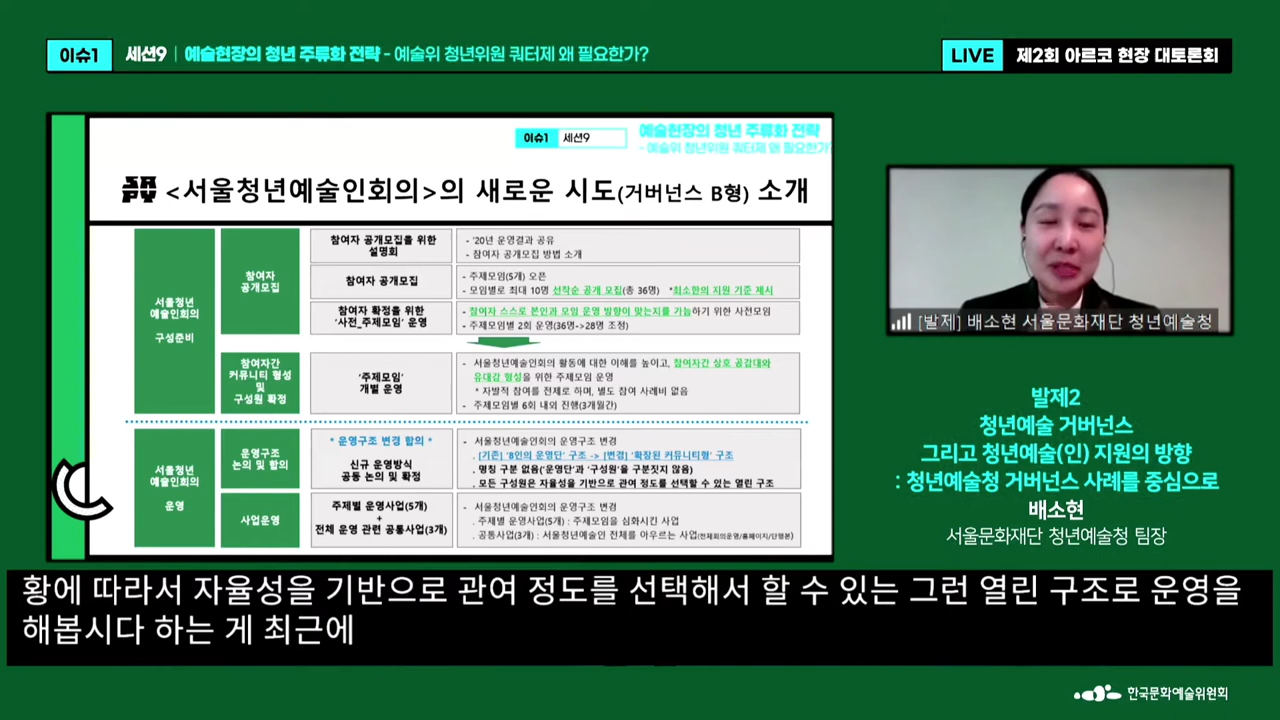 이슈1 세션9 | 예술현장의 청년 주류화 전략 - 예술위 청년위원 쿼터제 왜 필요한가?
LIVE 제2회 아르코 현장 대토론회
이슈1 세션9 예술현장의 청년 주류화 전략
- 예술위 청년위원 쿼터제 왜 필요한가?
SAPY <서울청년예술인회의>의 새로운 시도(거버넌스 B형) 소개
서울청년
예술인회의
구성준비
참여자
공개모집
참여자 공개모집을 위한
설명회
- '20년 운영결과 공유
- 참여자 공개모집 방법 소개
참여자 공개모집
- 주제모임(5개) 오픈
- 모임별로 최대 10명 선착순 공개 모집(총 36명) *최소한의 지원 기준 제시
참여자 확정을 위한
'사전_주제모임' 운영
- 참여자 스스로 본인과 모임 운영 방향이 맞는지를 가늠하기 위한 사전모임
- 주제모임별 2회 운영(36명->28명 조정)
참여자간
커뮤니티 형성
및
구성원 확정
'주제모임'
개별 운영
- 서울청년예술인회의 활동에 대한 이해를 높이고, 참여자간 상호 공감대와
유대감 형성을 위한 주제모임 운영
* 자발적 참여를 전제로 하며, 별도 참여 사례비 없음
- 주제모임별 6회 내외 진행(3개월간)
서울청년
예술인회의
운영
운영구조
논의 및 합의
* 운영구조 변경 합의 *
신규 운영방식
공동 논의 및 확정
- 서울청년예술인회의 운영구조 변경
. [기존] '8인의 운영단' 구조 -> [변경] '확장된 커뮤니티형' 구조
. 명칭 구분 없음('운영단'과 '구성원'을 구분짓지 않음)
. 모든 구성원은 자율성을 기반으로 관여 정도를 선택할 수 있는 열린 구조
사업운영
주제별 운영사업(5개)
+
전체 운영 관련 공통사업(3개)
- 서울청년예술인회의 운영구조 변경
. 주제별 운영사업(5개) : 주제모임을 심화시킨 사업
. 공통사업(3개) : 서울청년예술인 전체를 아우르는 사업(전체회의운영/홈페이지/단행본)
[발제] 배소현 서울문화재단 청년예술청
발제2
청년예술 거버넌스
그리고 청년예술(인) 지원의 방향
: 청년예술청 거버넌스 사례를 중심으로
배소현
서울문화재단 청년예술청 팀장
황에 따라서 자율성을 기반으로 관여 정도를 선택해서 할 수 있는 그런 열린 구조로 운영을
해봅시다 하는 게 최근에
한국문화예술위원회